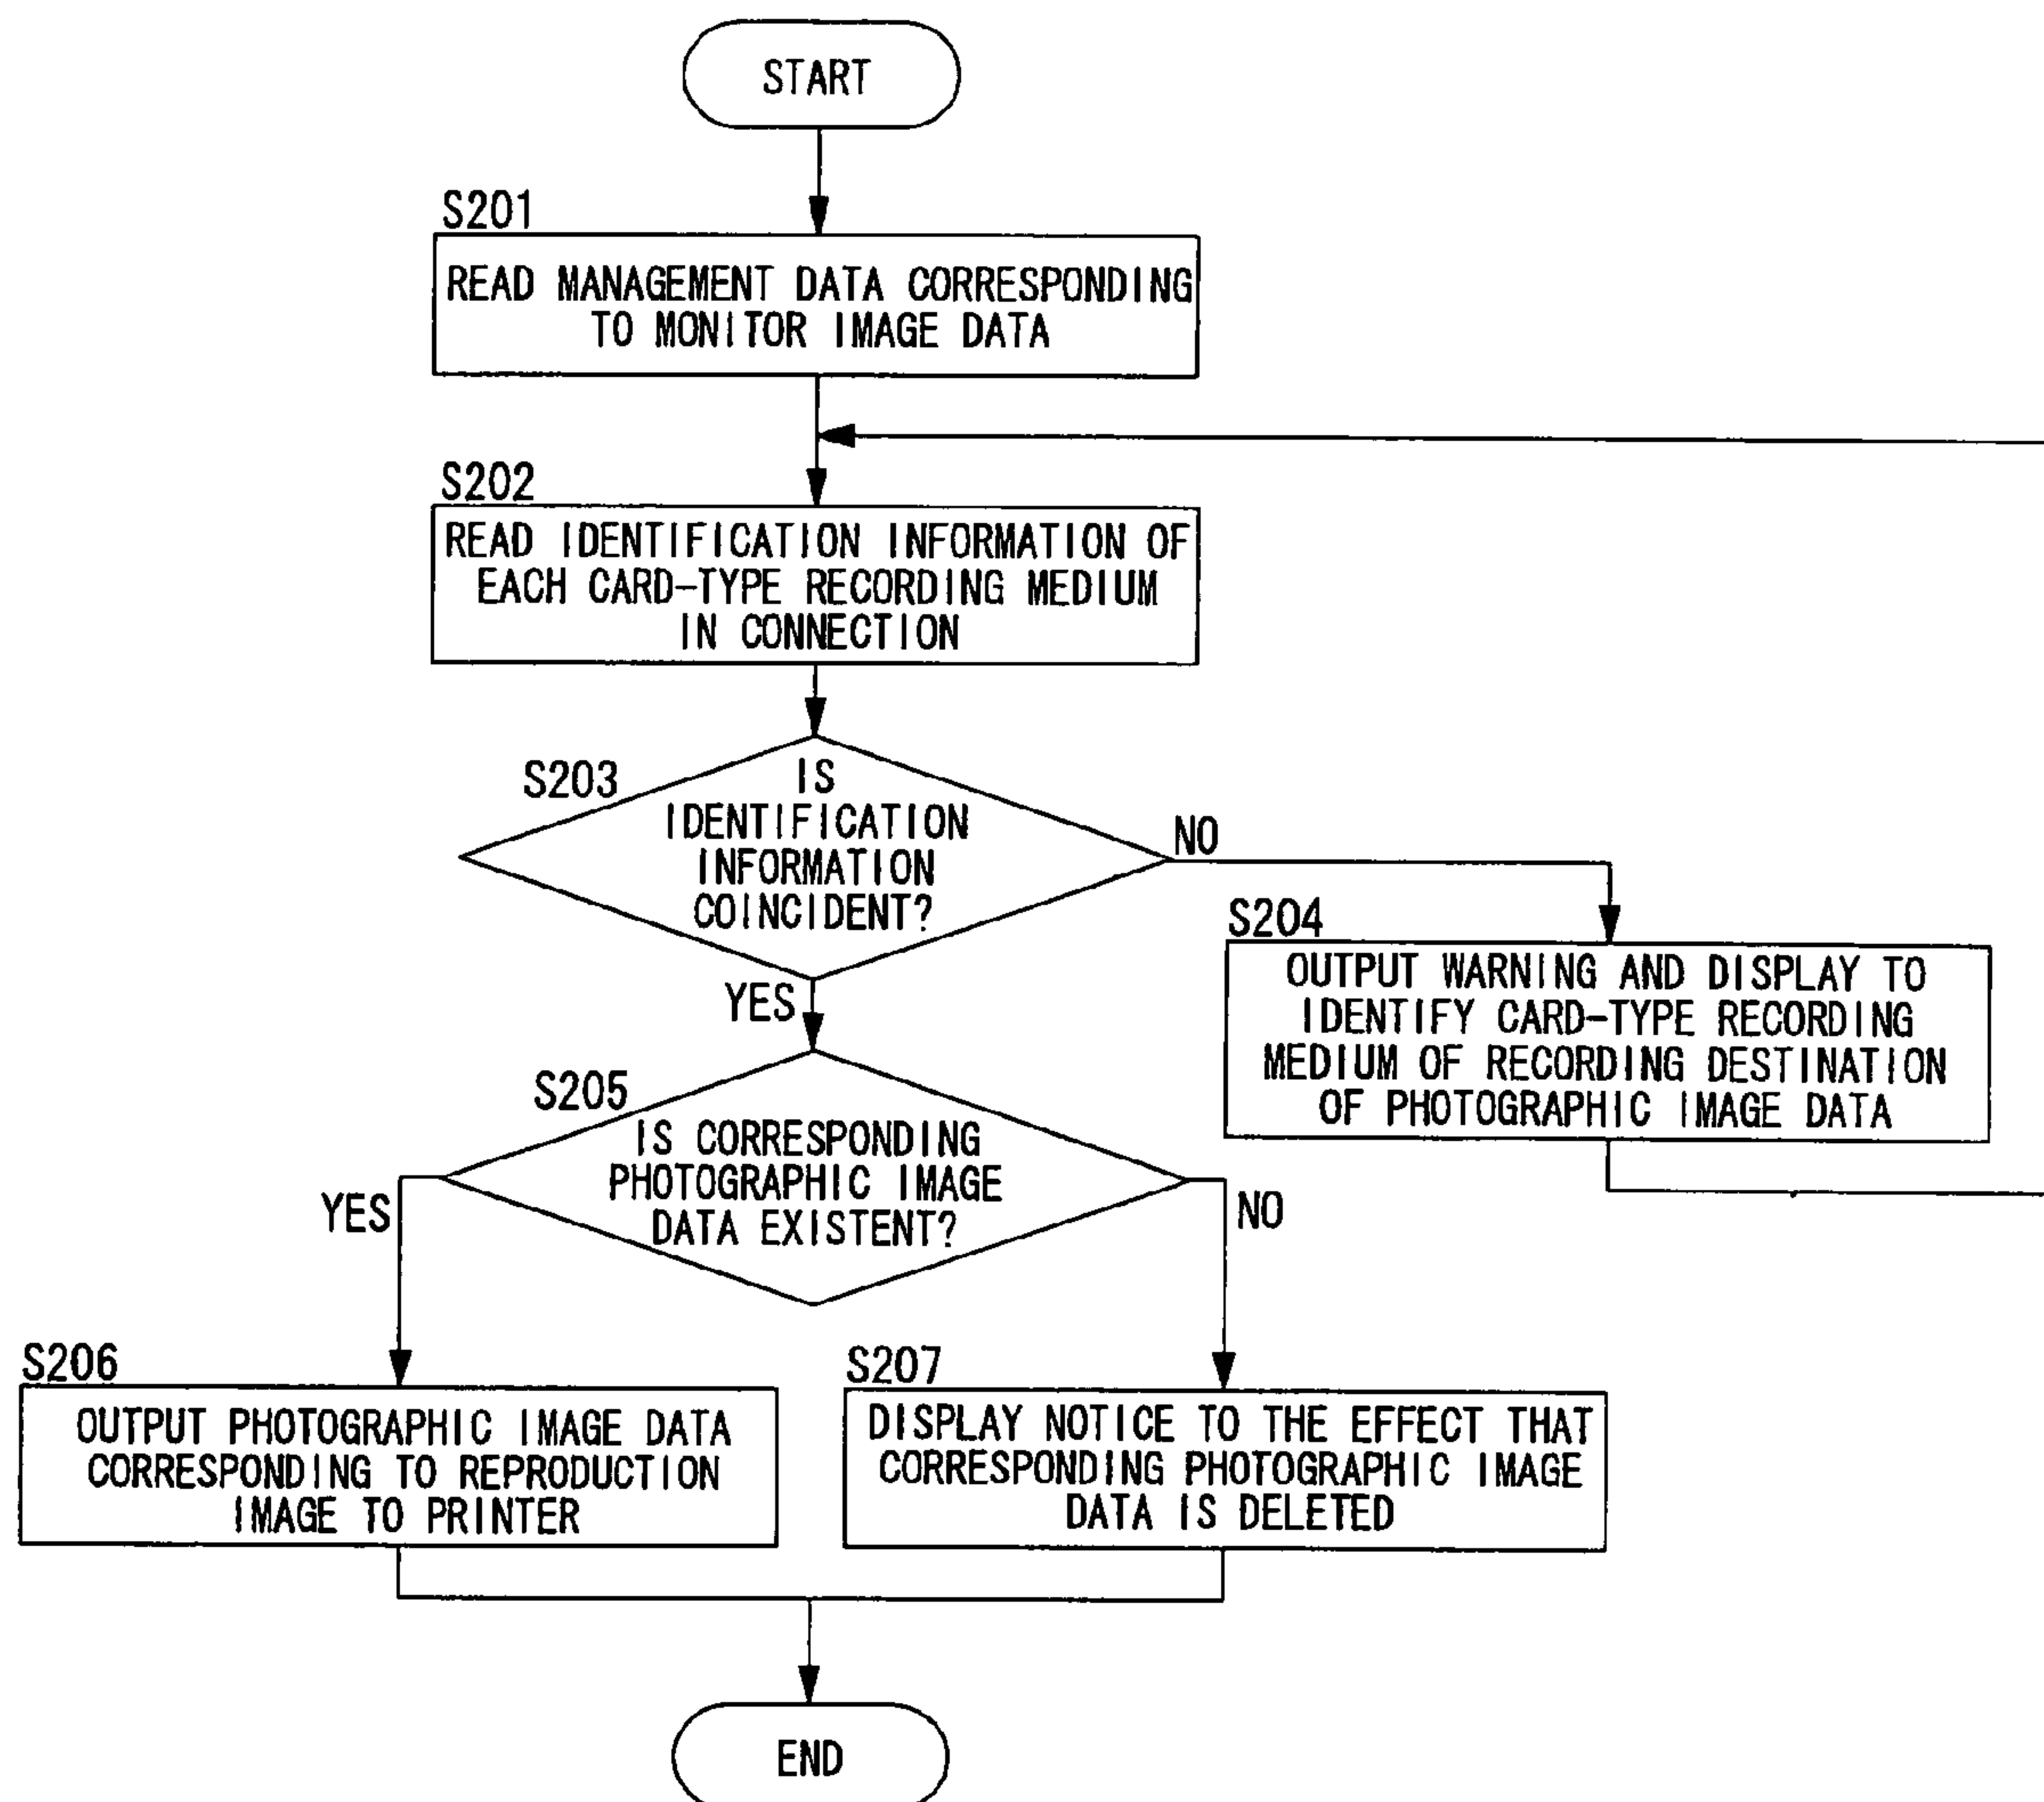 START
S201
READ MANAGEMENT DATA CORRESPONDING
TO MONITOR IMAGE DATA
S202
READ IDENTIFICATION INFORMATION OF
EACH CARD-TYPE RECORDING MEDIUM
IN CONNECTION
S203
IS
IDENTIFICATION
INFORMATION
COINCIDENT?
NO
YES
S204
OUTPUT WARNING AND DISPLAY TO
IDENTIFY CARD-TYPE RECORDING
MEDIUM OF RECORDING DESTINATION
OF PHOTOGRAPHIC IMAGE DATA
S205
IS CORRESPONDING
PHOTOGRAPHIC IMAGE
DATA EXISTENT?
YES
NO
S206
OUTPUT PHOTOGRAPHIC IMAGE DATA
CORRESPONDING TO REPRODUCTION
IMAGE TO PRINTER
S207
DISPLAY NOTICE TO THE EFFECT THAT
CORRESPONDING PHOTOGRAPHIC IMAGE
DATA IS DELETED
END